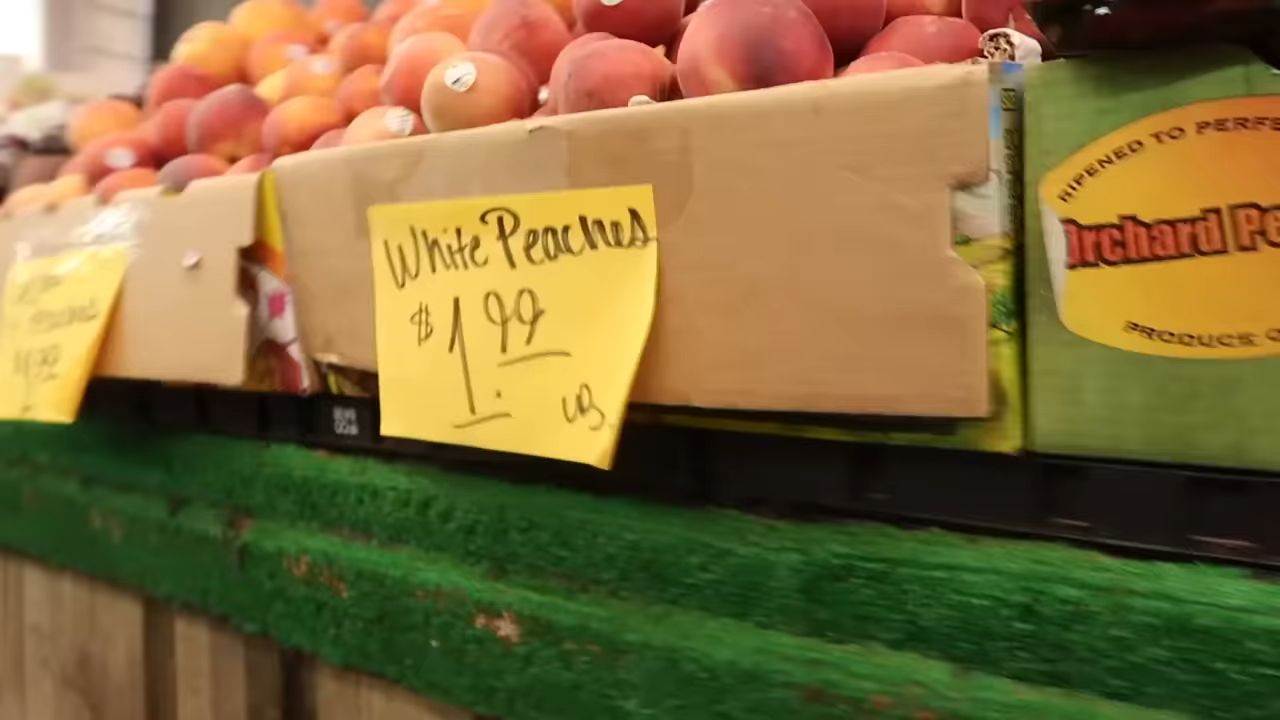 White Peaches
$1.99
LB.
RIPENED TO PERFE
Orchard Pe
PRODUCE O